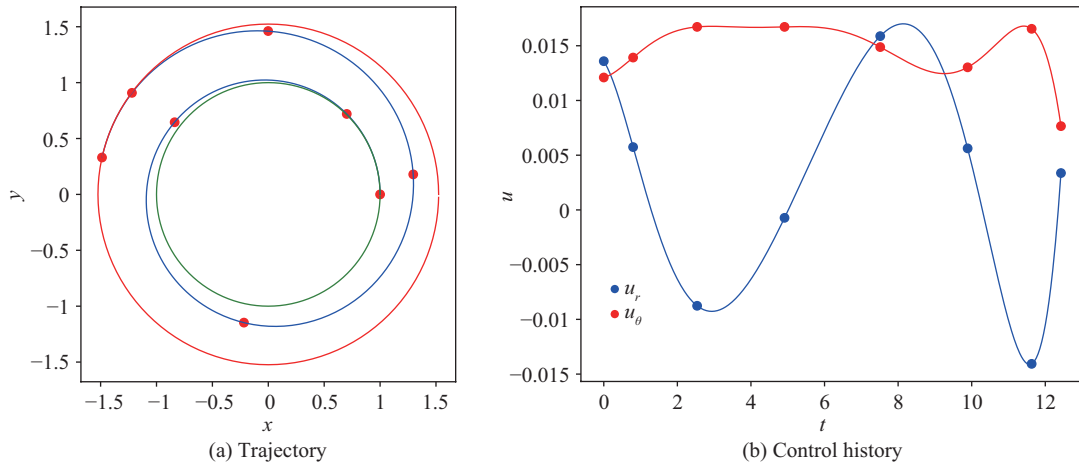 1.5
1
0.5
0
−0.5
−1
−1.5
y
−1.5 −1 −0.5 0 0.5 1 1.5
x
(a) Trajectory
0.015
0.01
0.005
0
−0.005
−0.01
−0.015
u
u_r
u_θ
0 2 4 6 8 10 12
t
(b) Control history